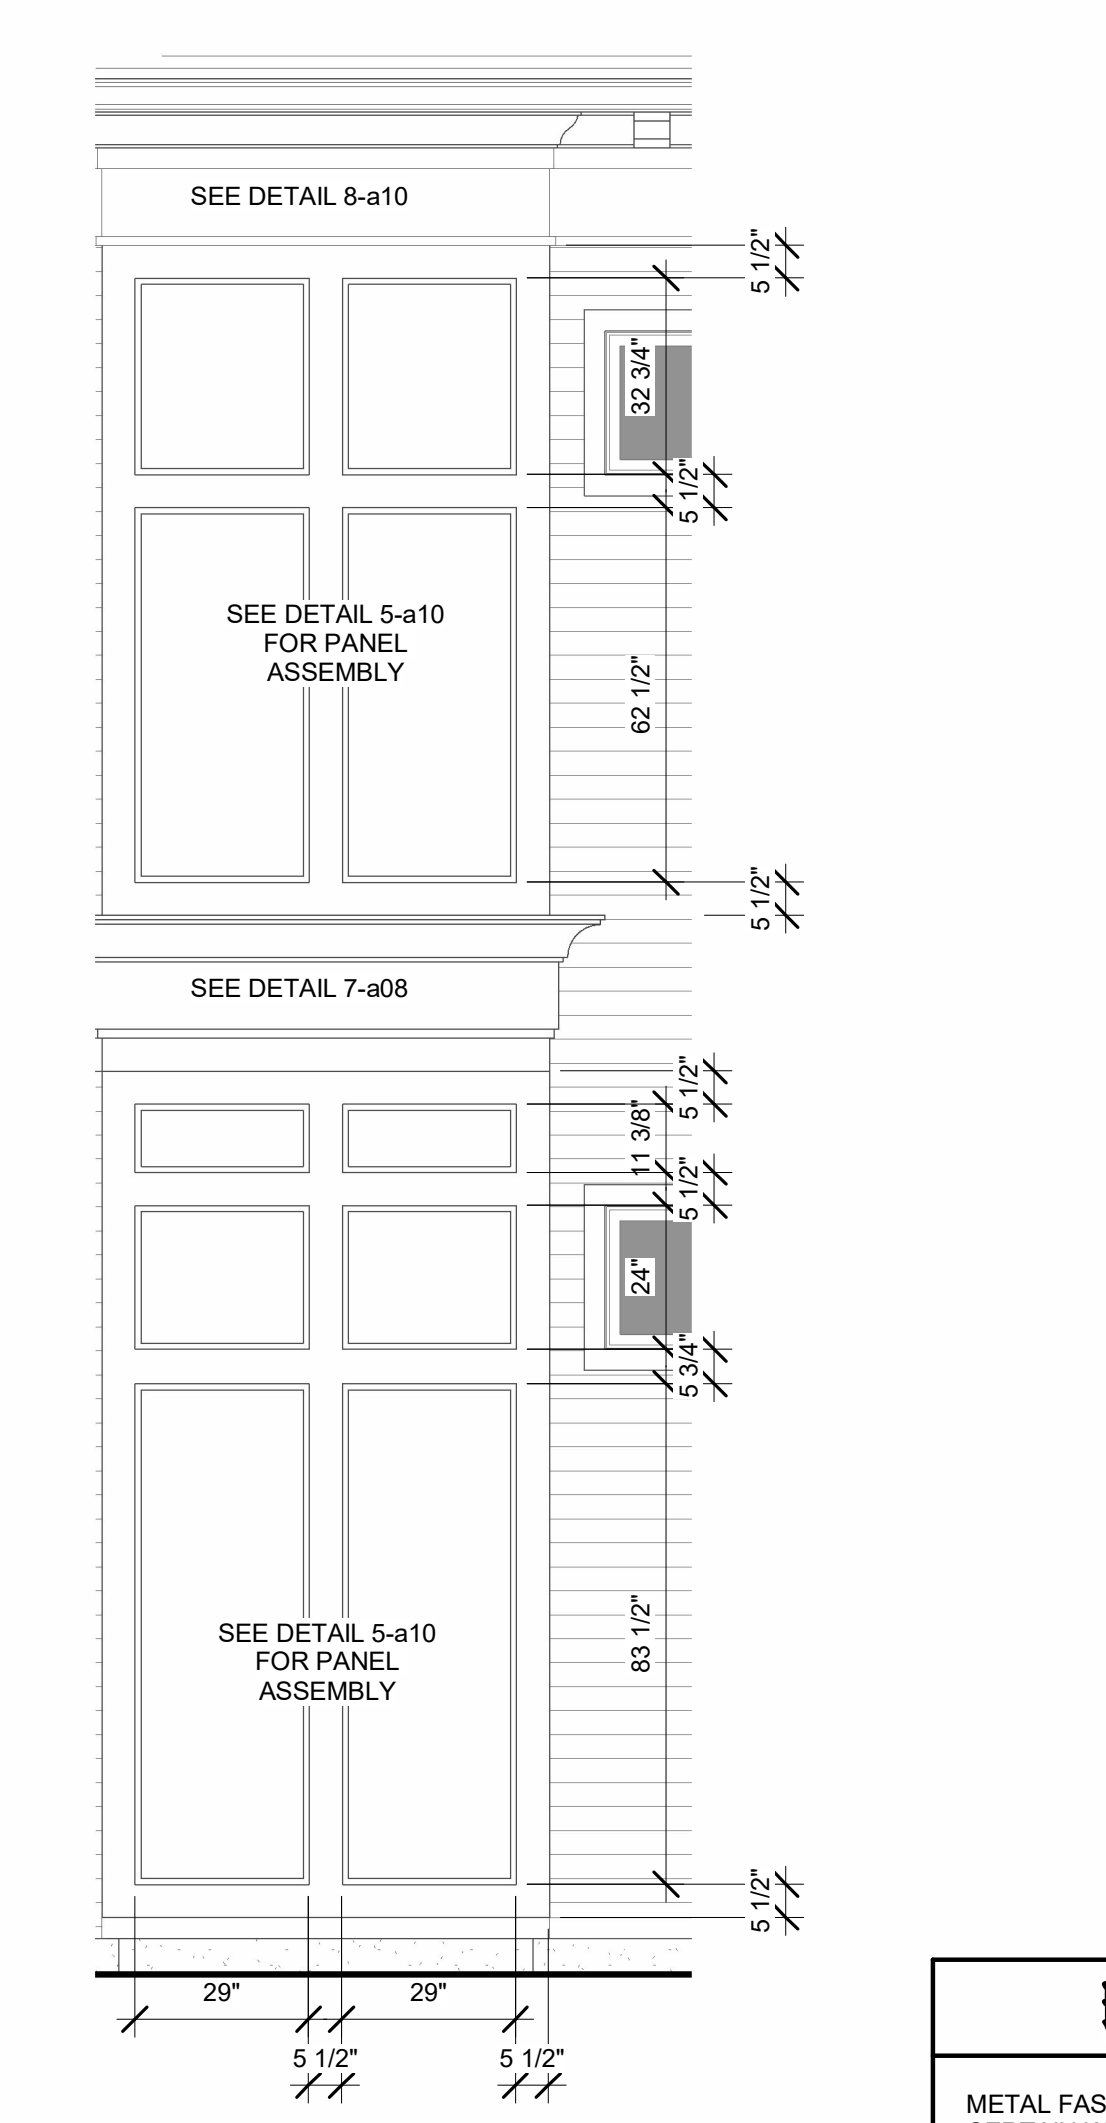 SEE DETAIL 8-a10
5 1/2"
32 3/4"
5 1/2"
SEE DETAIL 5-a10
FOR PANEL
ASSEMBLY
62 1/2"
5 1/2"
SEE DETAIL 7-a08
5 1/2"
11 3/8"
5 1/2"
24"
5 3/4"
SEE DETAIL 5-a10
FOR PANEL
ASSEMBLY
83 1/2"
5 1/2"
29"
29"
5 1/2"
5 1/2"
METAL FAS